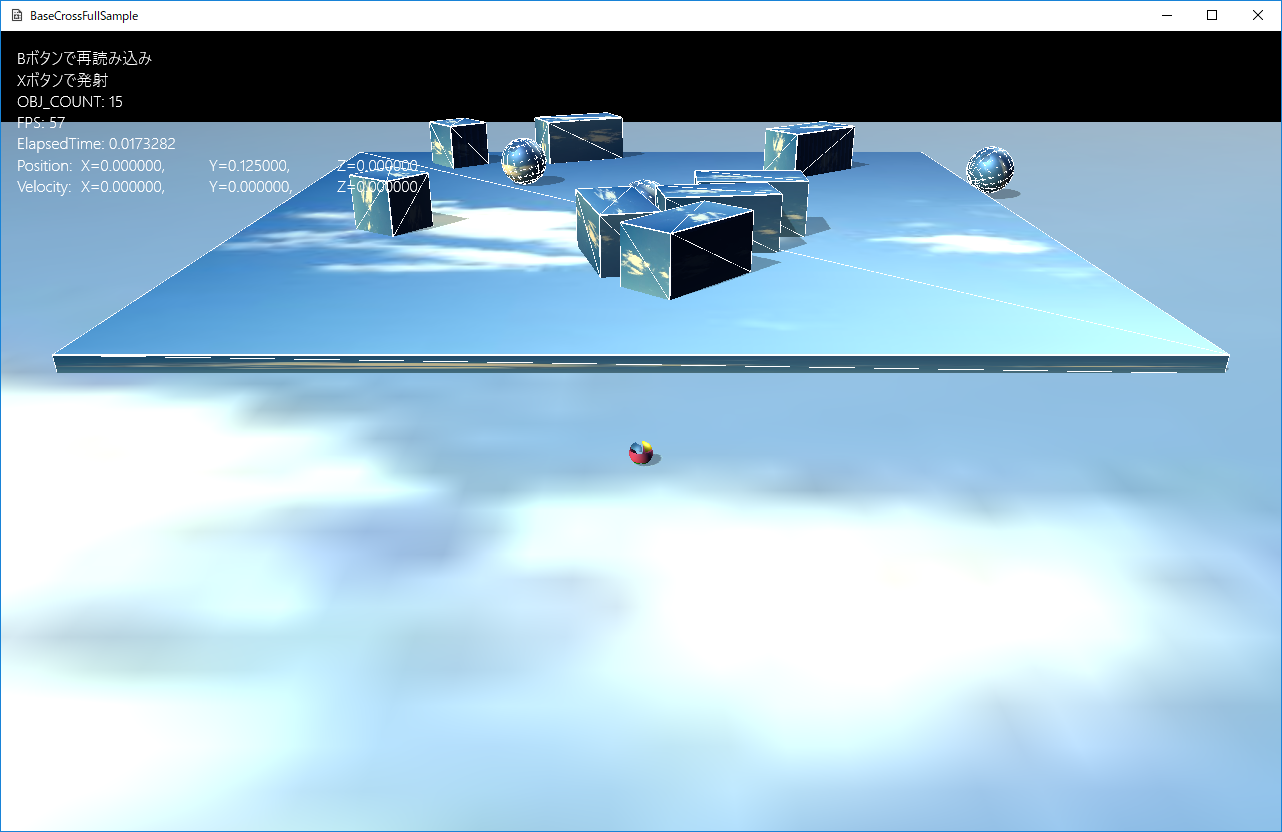 BaseCrossFullSample
Bボタンで再読み込み
Xボタンで発射
OBJ_COUNT: 15
FPS: 57
ElapsedTime: 0.0173282
Position: X=0.000000, Y=0.125000, Z=0.000000
Velocity: X=0.000000, Y=0.000000, Z=0.000000